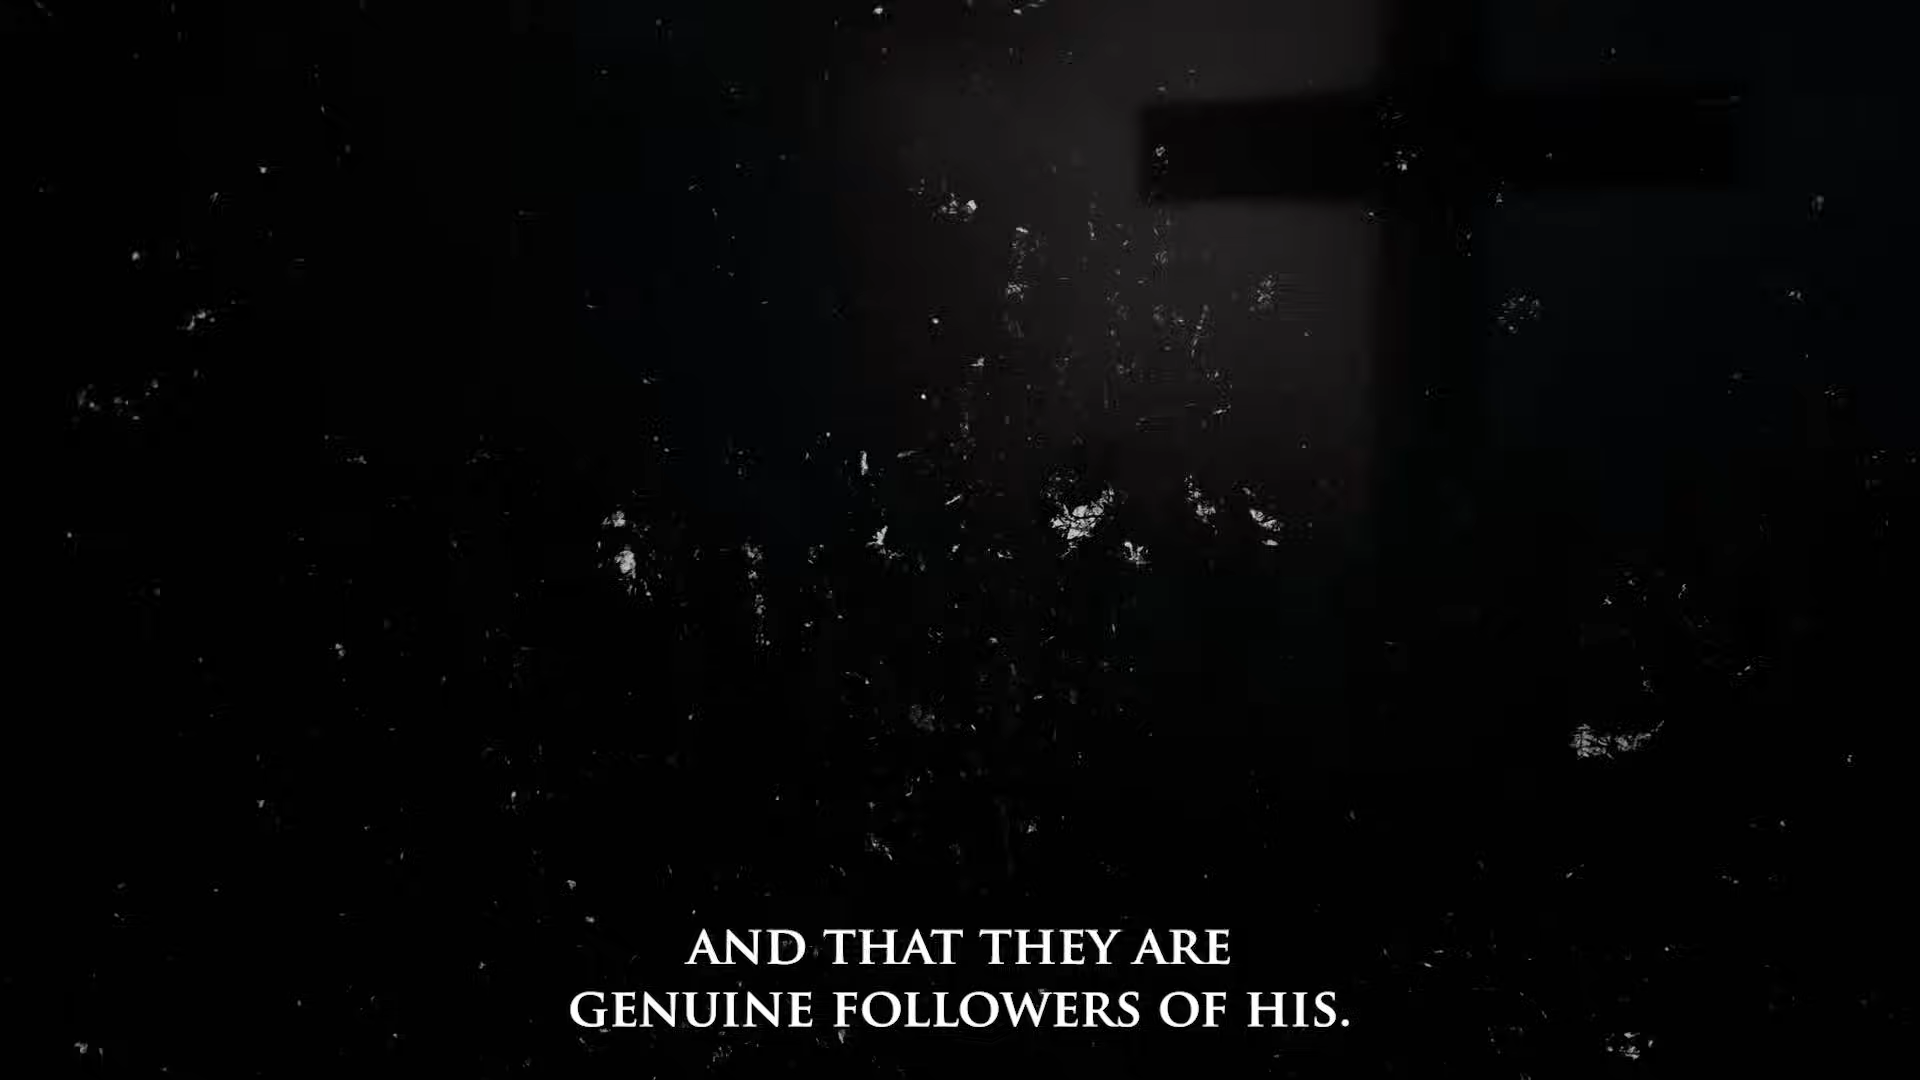 AND THAT THEY ARE
GENUINE FOLLOWERS OF HIS.